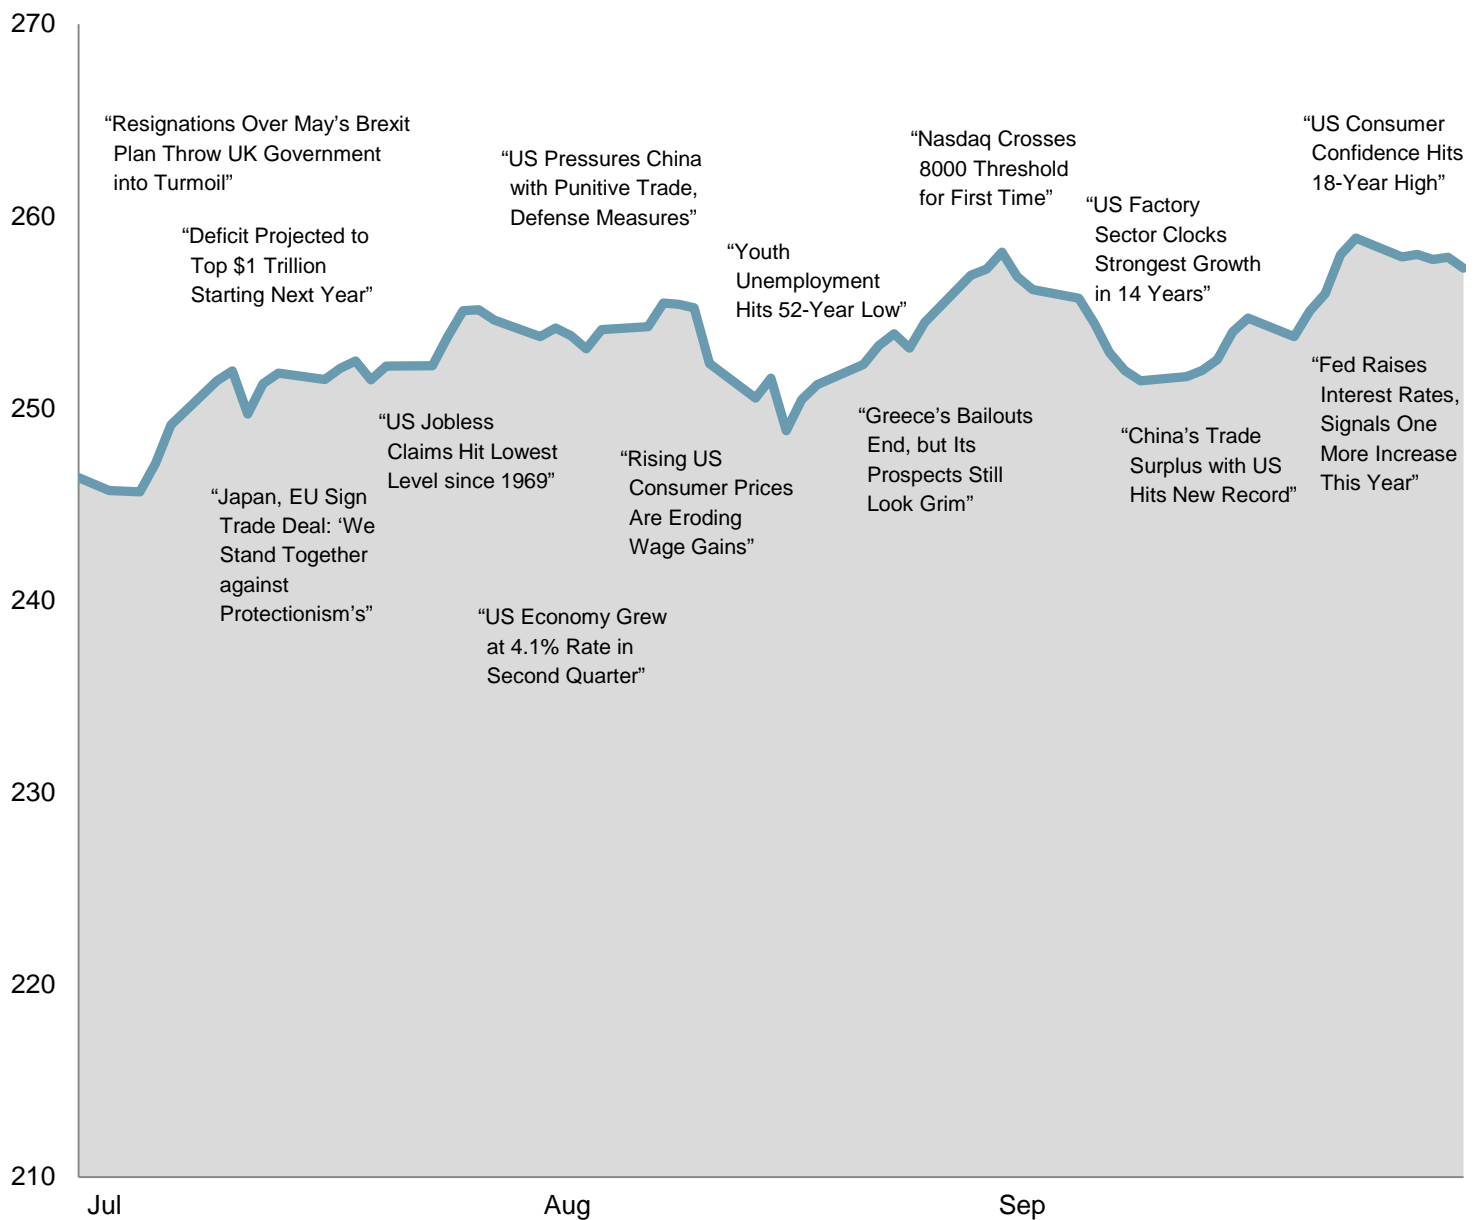 270
“Resignations Over May’s Brexit
Plan Throw UK Government
into Turmoil”
“US Pressures China
with Punitive Trade,
Defense Measures”
“Nasdaq Crosses
8000 Threshold
for First Time”
“US Consumer
Confidence Hits
18-Year High”
260
“Deficit Projected to
Top $1 Trillion
Starting Next Year”
“Youth
Unemployment
Hits 52-Year Low”
“US Factory
Sector Clocks
Strongest Growth
in 14 Years”
250
“US Jobless
Claims Hit Lowest
Level since 1969”
“Greece’s Bailouts
End, but Its
Prospects Still
Look Grim”
“China’s Trade
Surplus with US
Hits New Record”
“Fed Raises
Interest Rates,
Signals One
More Increase
This Year”
“Japan, EU Sign
Trade Deal: ‘We
Stand Together
against
Protectionism’s”
“Rising US
Consumer Prices
Are Eroding
Wage Gains”
240
“US Economy Grew
at 4.1% Rate in
Second Quarter”
230
220
210
Jul
Aug
Sep